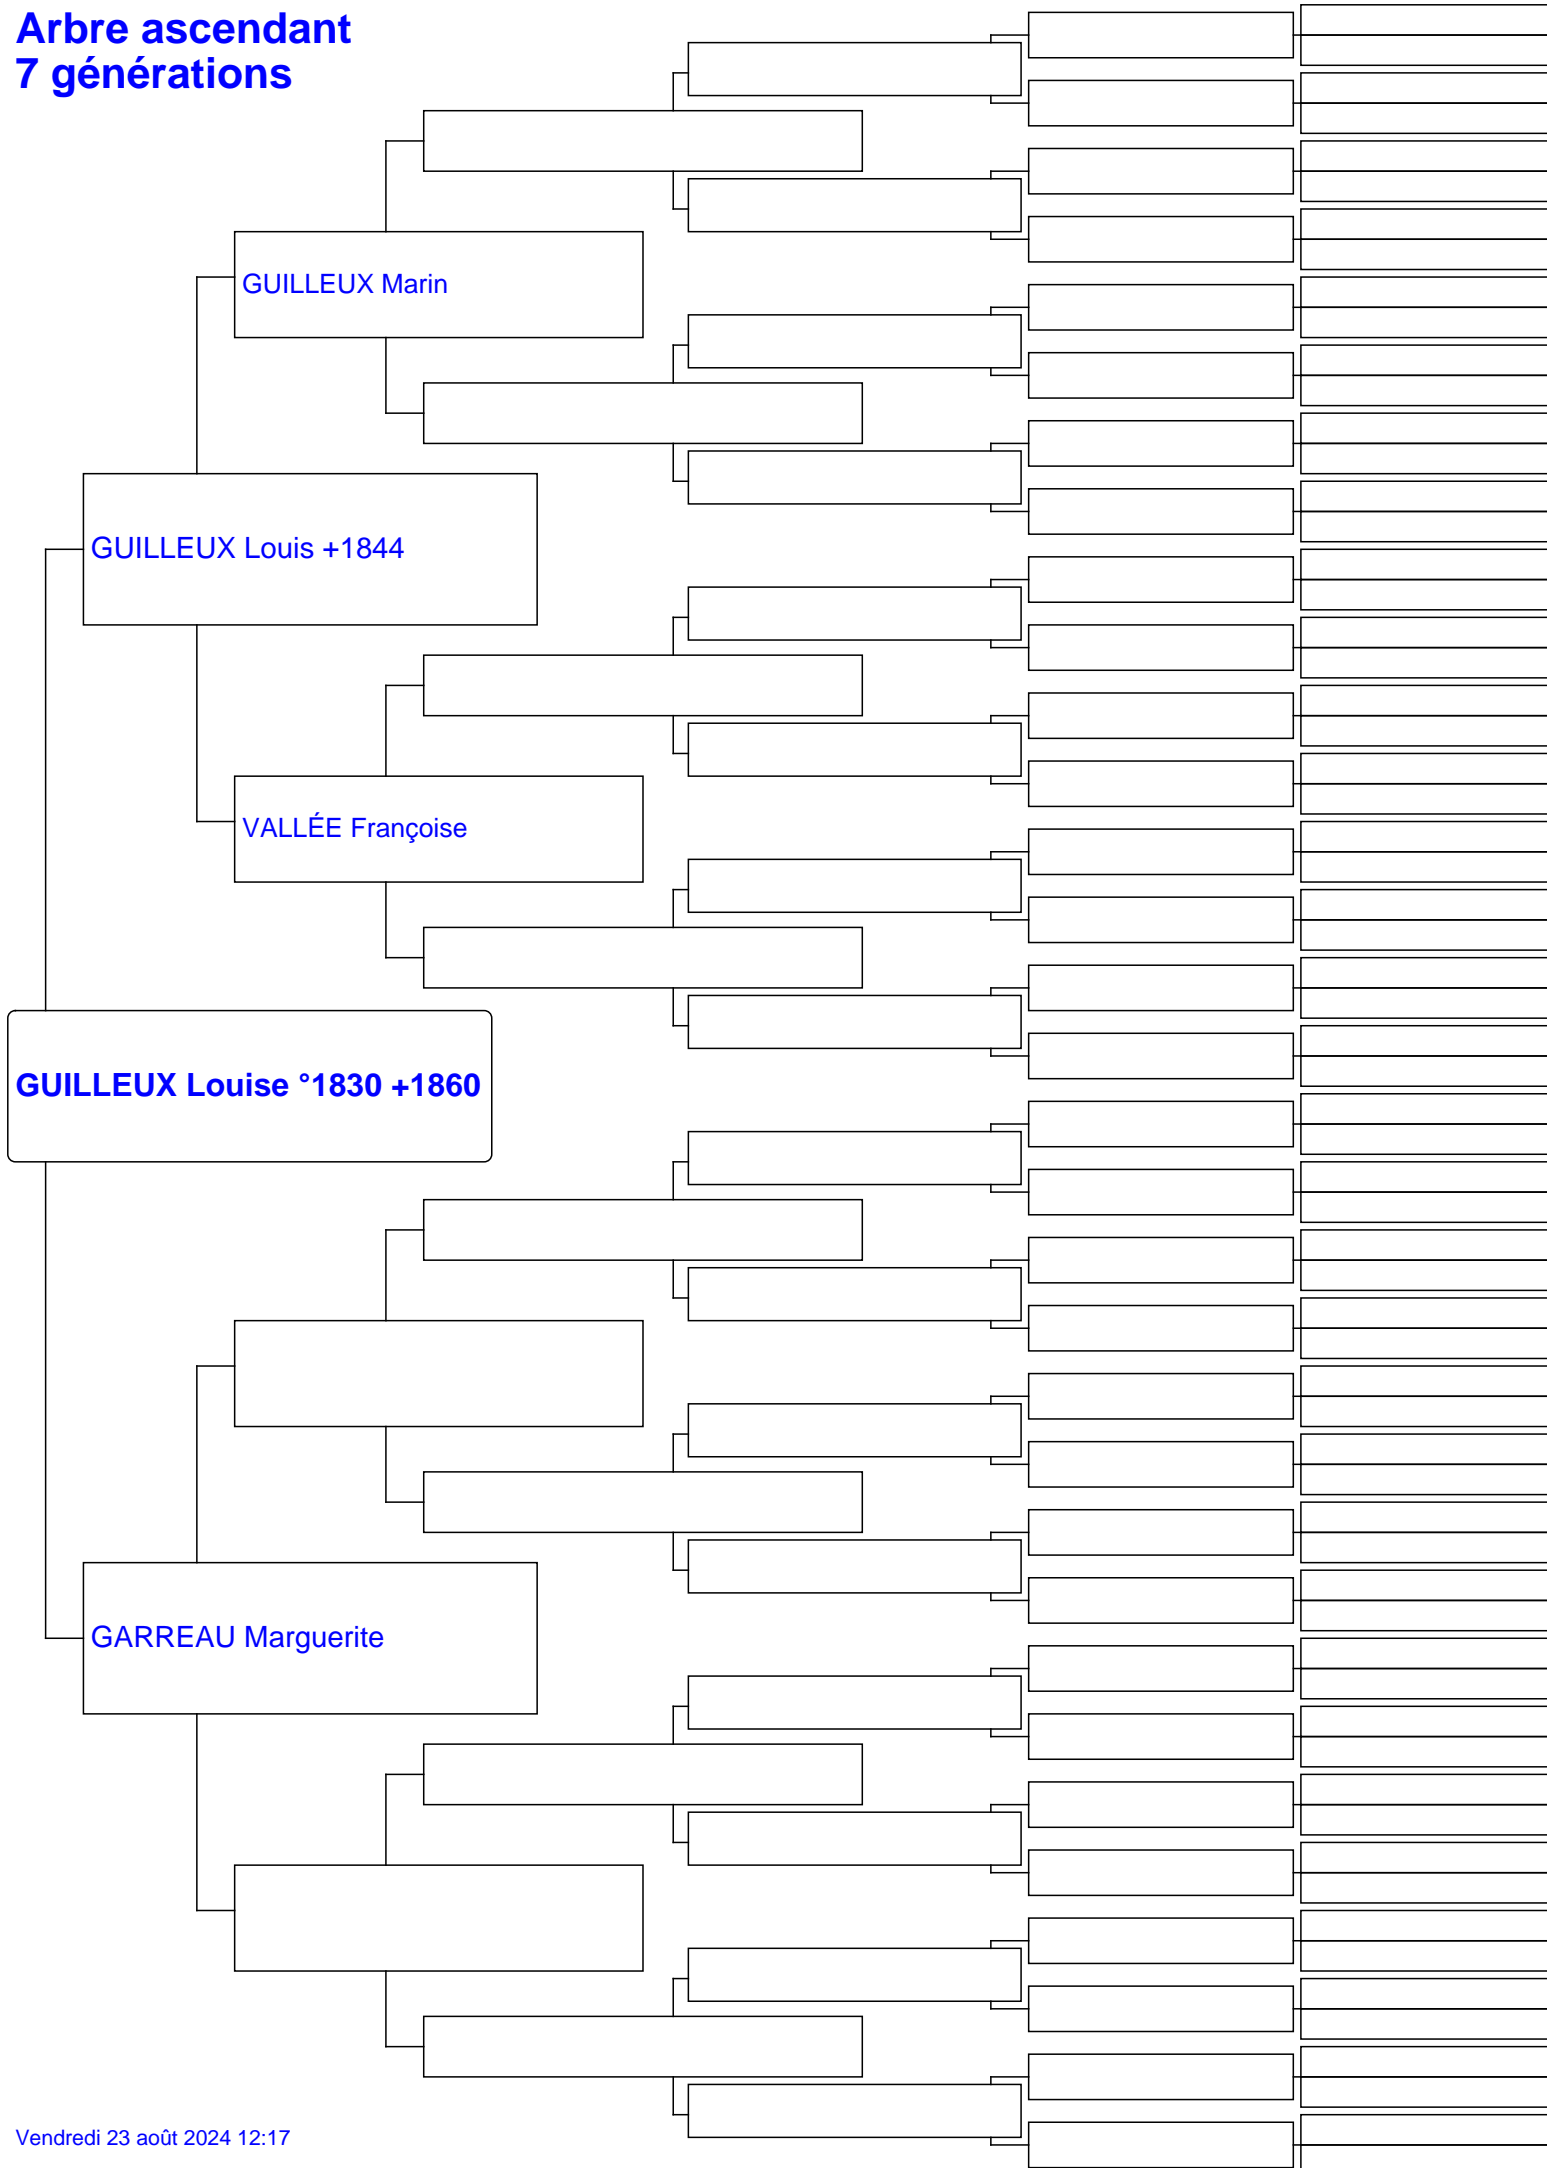 Arbre ascendant
7 générations
GUILLEUX Marin
GUILLEUX Louis +1844
VALLÉE Françoise
GUILLEUX Louise °1830 +1860
GARREAU Marguerite
Vendredi 23 août 2024 12:17